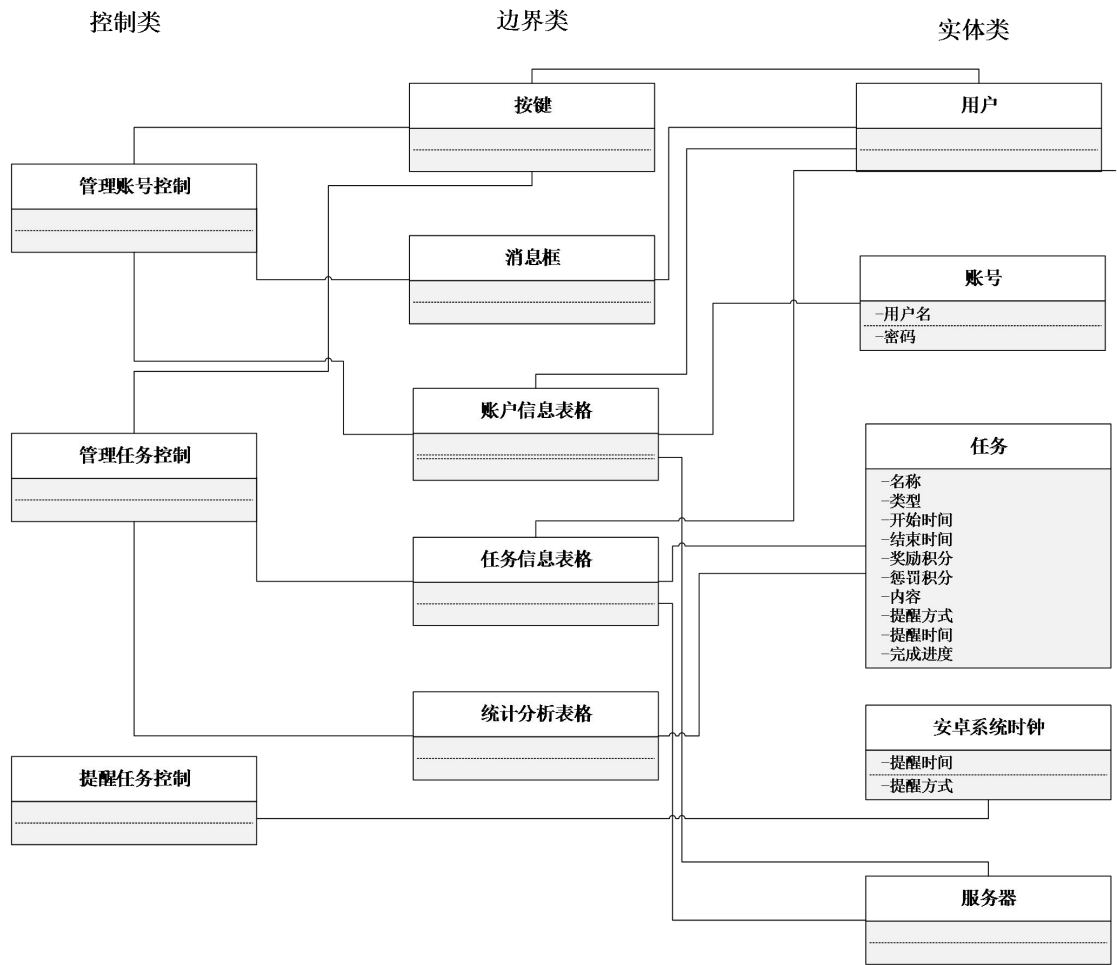 控制类
边界类
实体类
按键
用户
管理账号控制
消息框
账号
-用户名
-密码
账户信息表格
管理任务控制
任务
-名称
-类型
-开始时间
-结束时间
-奖励积分
-惩罚积分
-内容
-提醒方式
-提醒时间
-完成进度
任务信息表格
统计分析表格
安卓系统时钟
-提醒时间
-提醒方式
提醒任务控制
服务器